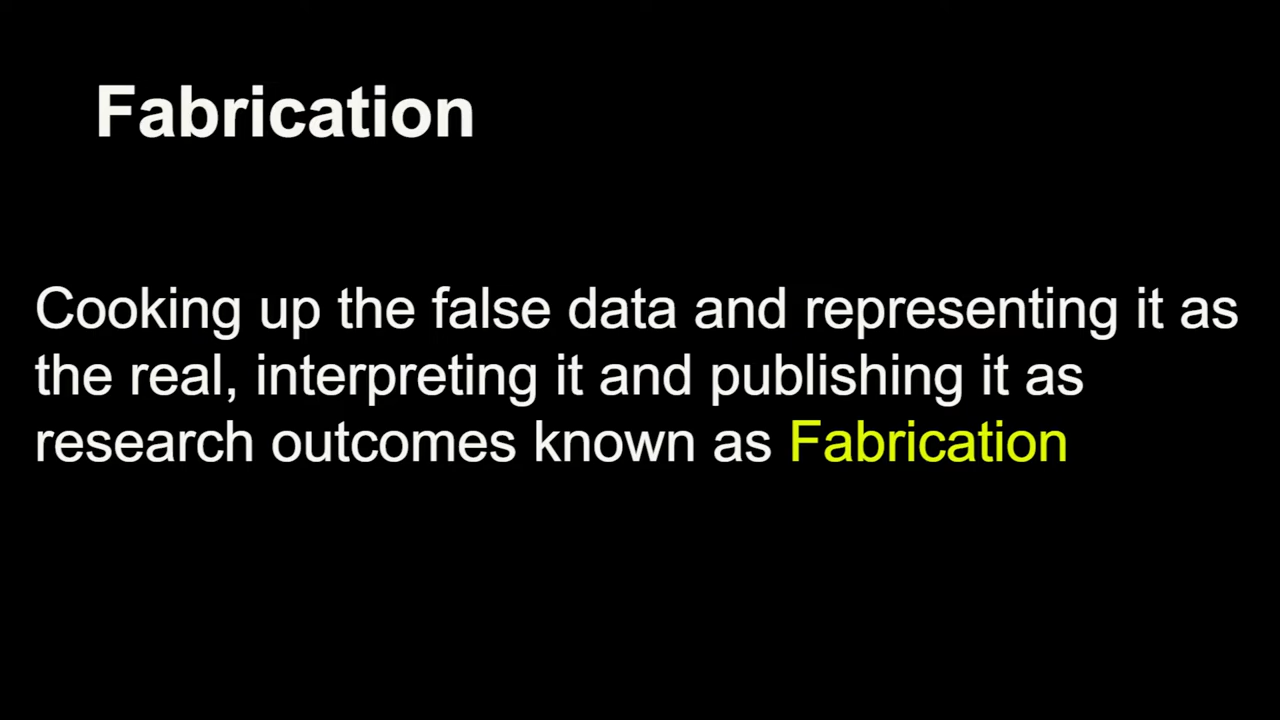 Fabrication
Cooking up the false data and representing it as
the real, interpreting it and publishing it as
research outcomes known as Fabrication